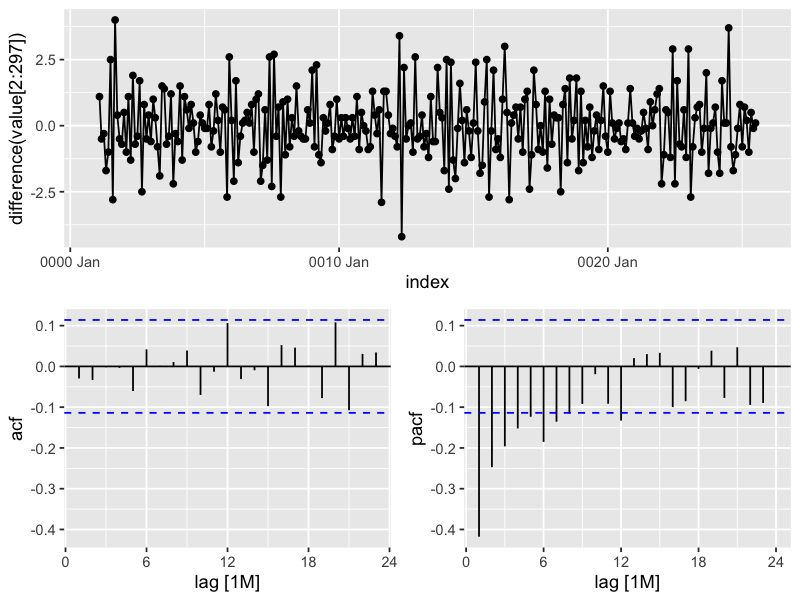 difference(value[2:297])
2.5
0.0
-2.5
0000 Jan
0010 Jan
0020 Jan
index
acf
0.1
0.0
-0.1
-0.2
-0.3
-0.4
0
6
12
18
24
lag [1M]
pacf
0.1
0.0
-0.1
-0.2
-0.3
-0.4
0
6
12
18
24
lag [1M]